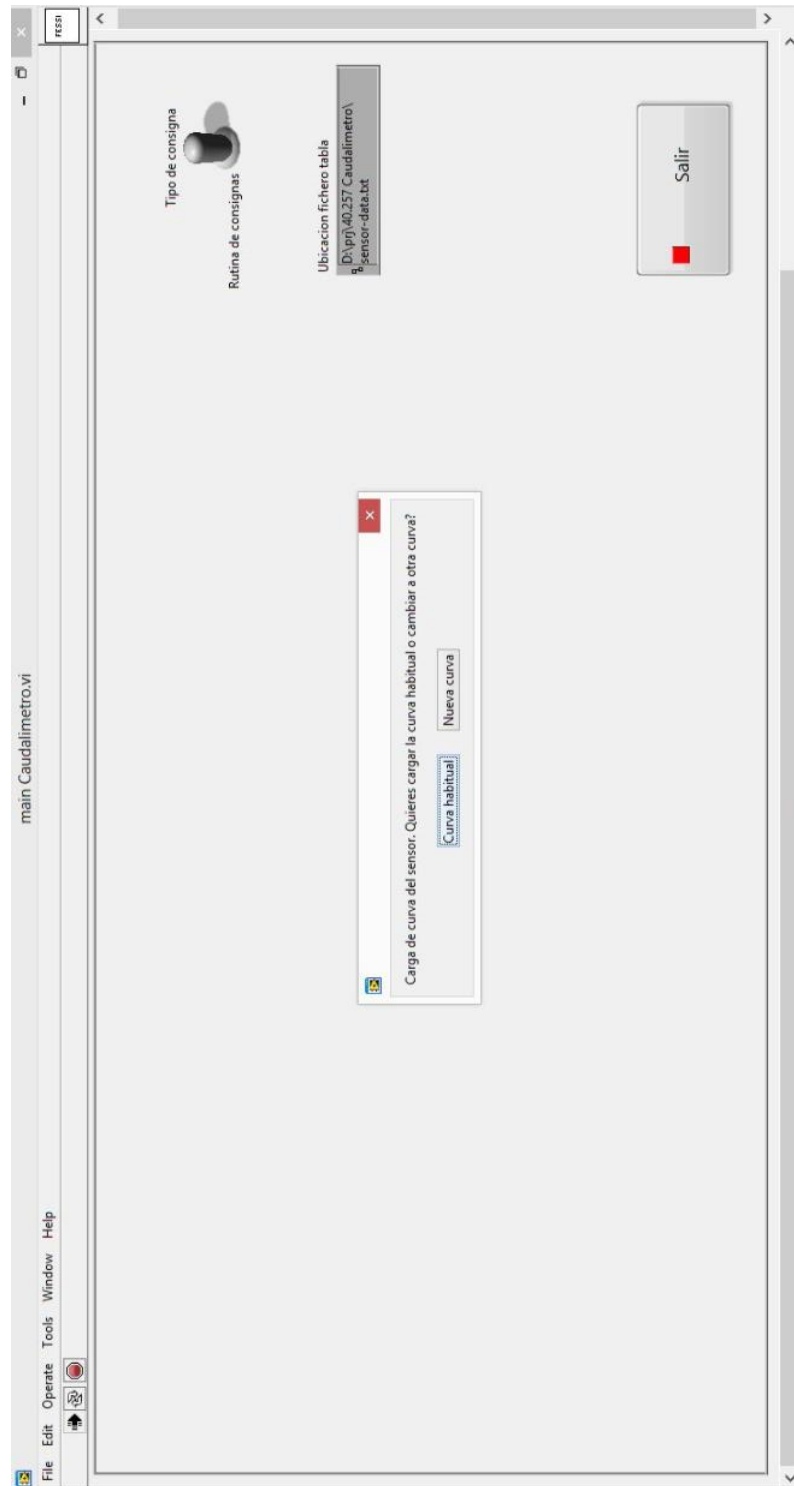 main Caudalimetro.vi
File Edit Operate Tools Window Help
FESSI
Tipo de consigna
Rutina de consignas
Ubicacion fichero tabla
D:\prj\40.257 Caudalimetro\
sensor-data.txt
Carga de curva del sensor. Quieres cargar la curva habitual o cambiar a otra curva?
Curva habitual Nueva curva
Salir